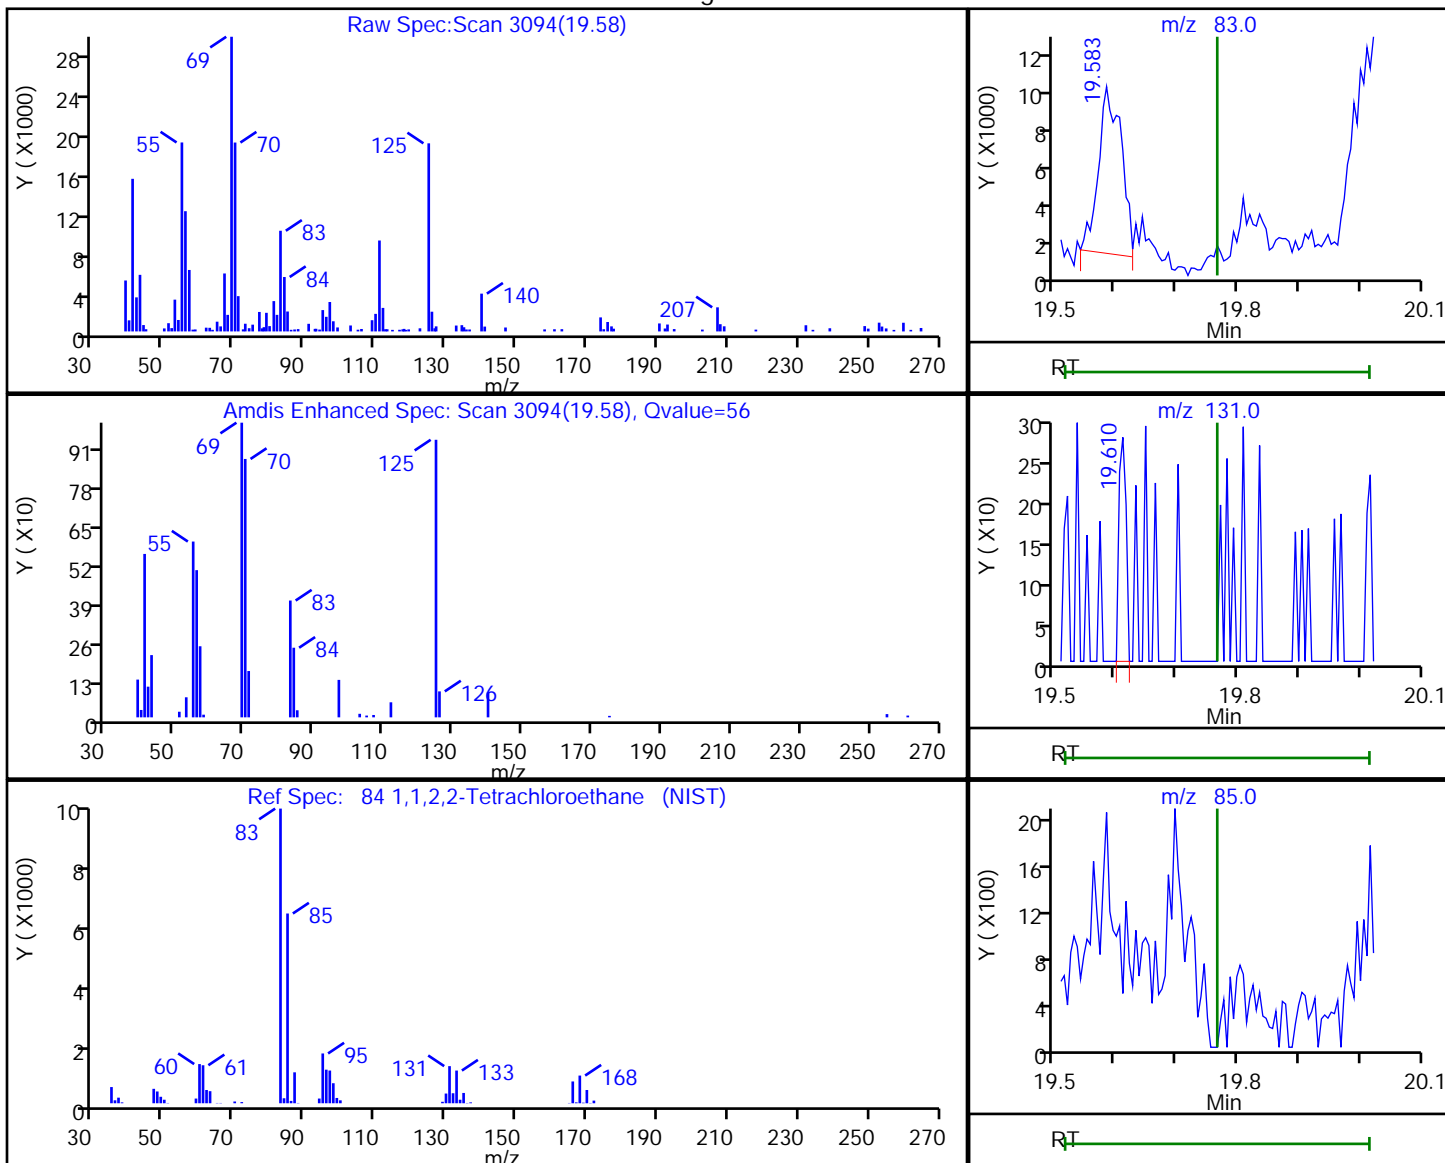 Raw Spec:Scan 3094(19.58)
Y ( X1000)
28
24
20
16
12
8
4
0
69
55
70
125
83
84
140
207
30 50 70 90 110 130 150 170 190 210 230 250 270
m/z
m/z 83.0
Y ( X1000)
12
10
8
6
4
2
0
19.583
19.5 19.8 20.1
Min
RT
Amdis Enhanced Spec: Scan 3094(19.58), Qvalue=56
Y ( X10)
91
78
65
52
39
26
13
0
69
70
125
55
83
84
126
30 50 70 90 110 130 150 170 190 210 230 250 270
m/z
m/z 131.0
Y ( X10)
30
25
20
15
10
5
0
19.610
19.5 19.8 20.1
Min
RT
Ref Spec: 84 1,1,2,2-Tetrachloroethane (NIST)
Y ( X1000)
10
8
6
4
2
0
83
85
60
61
95
131
133
168
30 50 70 90 110 130 150 170 190 210 230 250 270
m/z
m/z 85.0
Y ( X100)
20
16
12
8
4
0
19.5 19.8 20.1
Min
RT